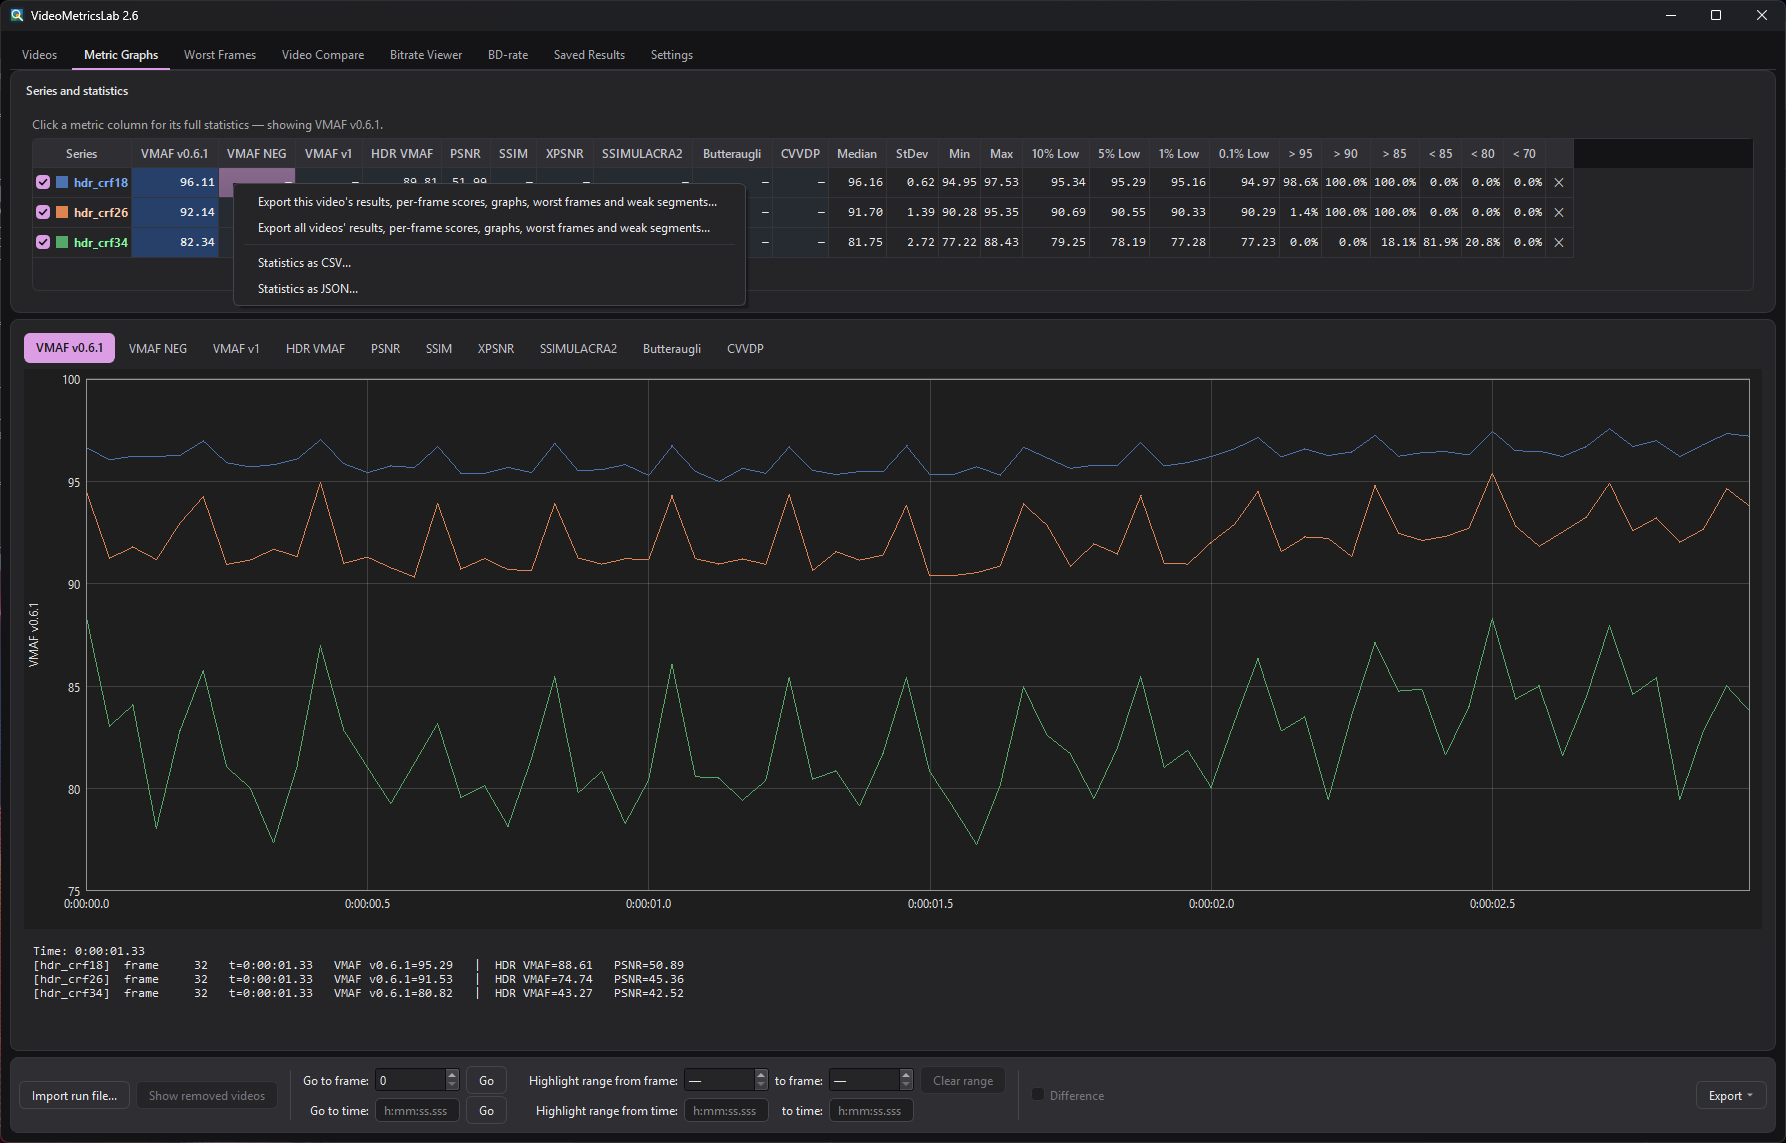 VideoMetricsLab 2.6
Videos Metric Graphs Worst Frames Video Compare Bitrate Viewer BD-rate Saved Results Settings
Series and statistics
Click a metric column for its full statistics — showing VMAF v0.6.1.
Series VMAF v0.6.1 VMAF NEG VMAF v1 HDR VMAF PSNR SSIM XPSNR SSIMULACRA2 Butteraugli CVVDP Median StDev Min Max 10% Low 5% Low 1% Low 0.1% Low > 95 > 90 > 85 < 85 < 80 < 70
hdr_crf18 96.11 — — 89.81 51.99 — — — — — 96.16 0.62 94.95 97.53 95.34 95.29 95.16 94.97 98.6% 100.0% 100.0% 0.0% 0.0% 0.0% ×
hdr_crf26 92.14 — — 91.70 1.39 90.28 95.35 90.69 90.55 90.33 90.29 1.4% 100.0% 100.0% 0.0% 0.0% 0.0% ×
hdr_crf34 82.34 — — 81.75 2.72 77.22 88.43 79.25 78.19 77.28 77.23 0.0% 0.0% 18.1% 81.9% 20.8% 0.0% ×
Export this video's results, per-frame scores, graphs, worst frames and weak segments...
Export all videos' results, per-frame scores, graphs, worst frames and weak segments...
Statistics as CSV...
Statistics as JSON...
VMAF v0.6.1 VMAF NEG VMAF v1 HDR VMAF PSNR SSIM XPSNR SSIMULACRA2 Butteraugli CVVDP
100
95
90
85
80
75
VMAF v0.6.1
0:00:00.0 0:00:00.5 0:00:01.0 0:00:01.5 0:00:02.0 0:00:02.5
Time: 0:00:01.33
[hdr_crf18] frame 32 t=0:00:01.33 VMAF v0.6.1=95.29 | HDR VMAF=88.61 PSNR=50.89
[hdr_crf26] frame 32 t=0:00:01.33 VMAF v0.6.1=91.53 | HDR VMAF=74.74 PSNR=45.36
[hdr_crf34] frame 32 t=0:00:01.33 VMAF v0.6.1=80.82 | HDR VMAF=43.27 PSNR=42.52
Import run file... Show removed videos
Go to frame: 0 Go Highlight range from frame: — to frame: — Clear range
Go to time: h:mm:ss.sss Go Highlight range from time: h:mm:ss.sss to time: h:mm:ss.sss
Difference
Export